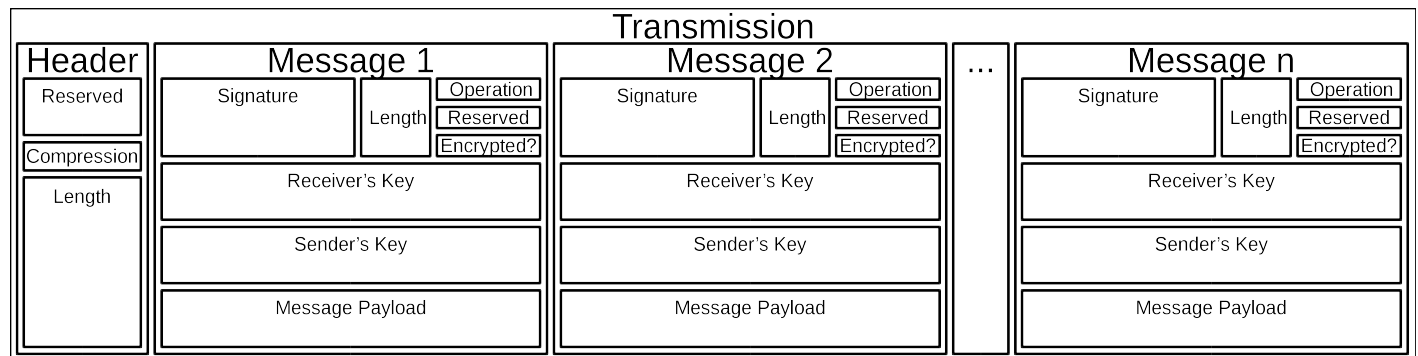 Transmission
Header
Reserved
Compression
Length
Message 1
Signature
Length
Operation
Reserved
Encrypted?
Receiver’s Key
Sender’s Key
Message Payload
Message 2
Signature
Length
Operation
Reserved
Encrypted?
Receiver’s Key
Sender’s Key
Message Payload
...
Message n
Signature
Length
Operation
Reserved
Encrypted?
Receiver’s Key
Sender’s Key
Message Payload